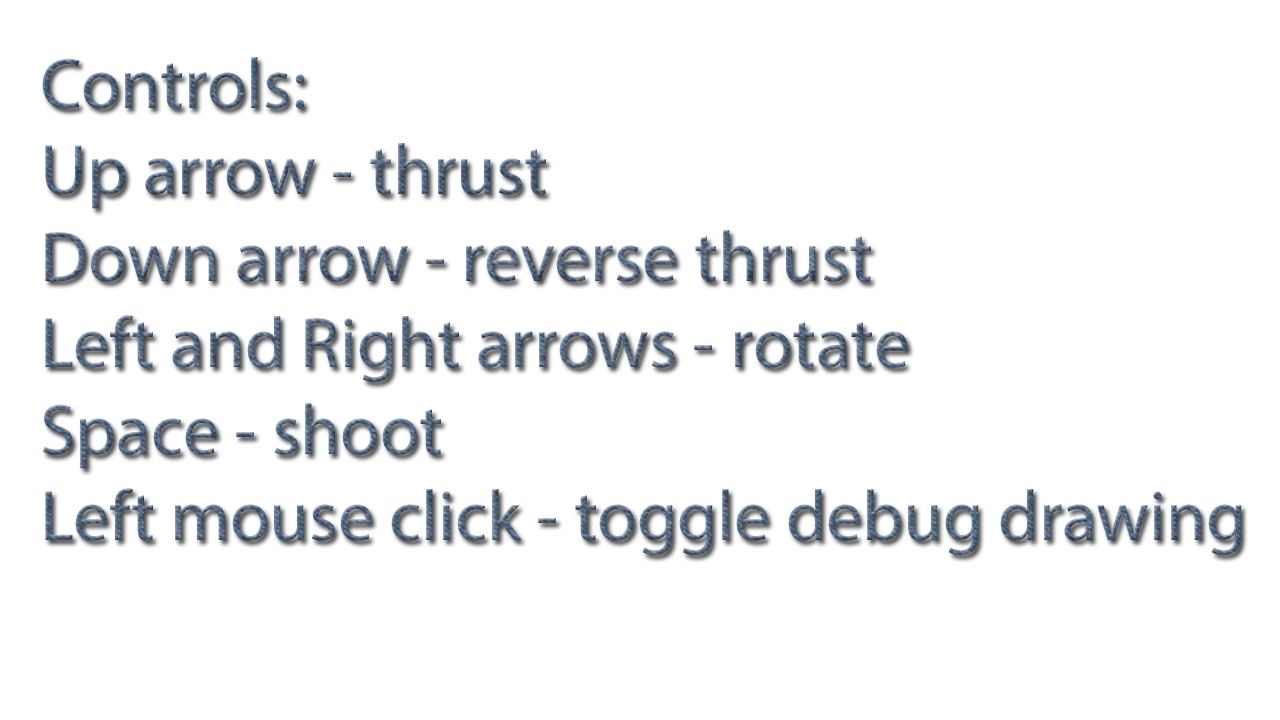 Controls:
Up arrow - thrust
Down arrow - reverse thrust
Left and Right arrows - rotate
Space - shoot
Left mouse click - toggle debug drawing